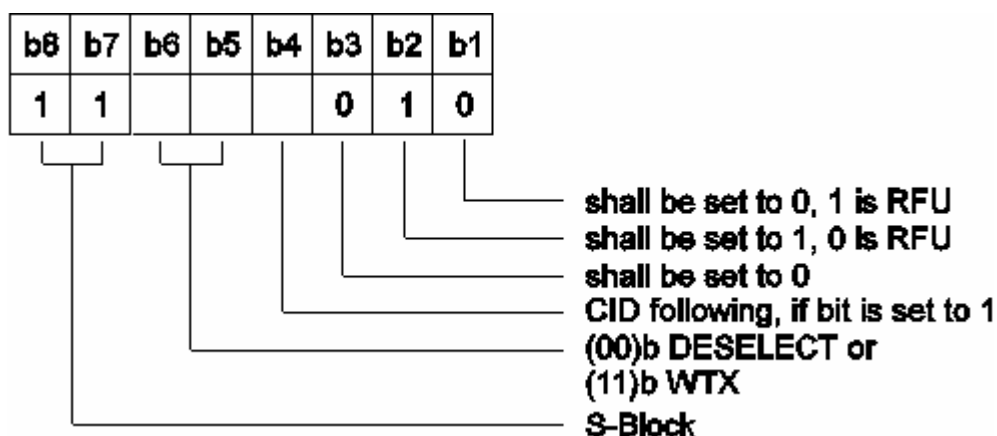 b8 b7 b6 b5 b4 b3 b2 b1
1 1 0 1 0
shall be set to 0, 1 is RFU
shall be set to 1, 0 is RFU
shall be set to 0
CID following, if bit is set to 1
(00)b DESELECT or
(11)b WTX
S-Block